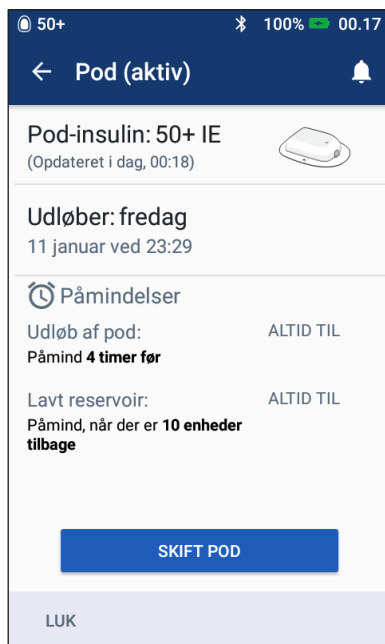 50+ 100% 00.17
Pod (aktiv)
Pod-insulin: 50+ IE
(Opdateret i dag, 00:18)
Udløber: fredag
11 januar ved 23:29
Påmindelser
Udløb af pod: ALTID TIL
Påmind 4 timer før
Lavt reservoir: ALTID TIL
Påmind, når der er 10 enheder
tilbage
SKIFT POD
LUK